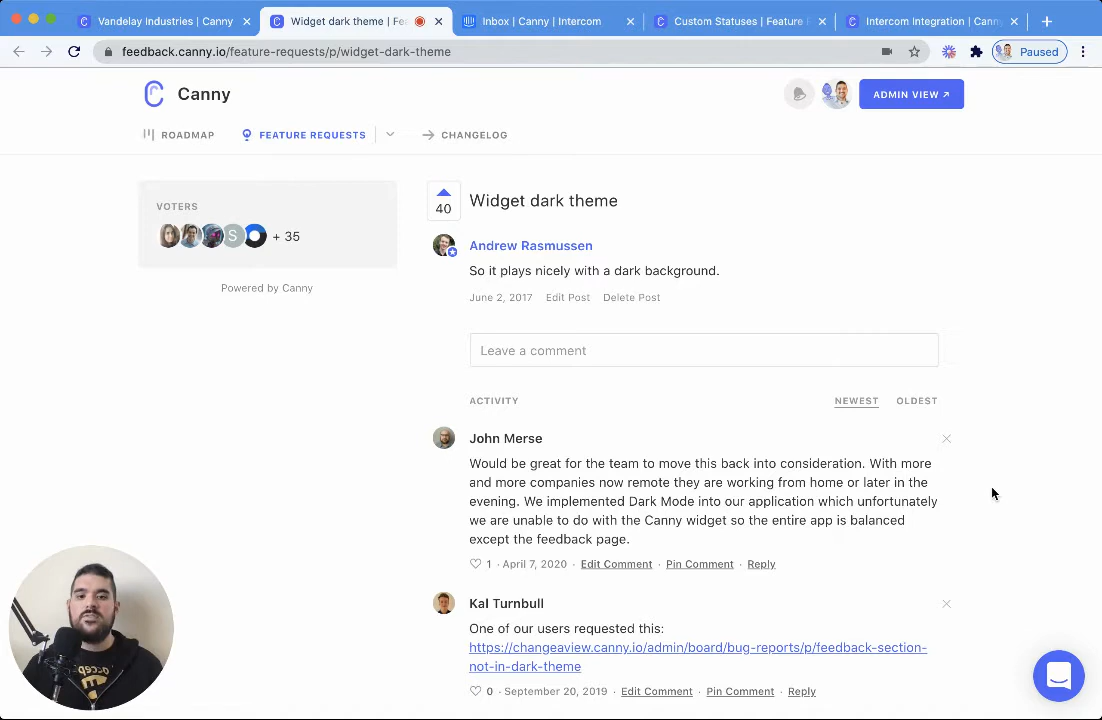 Vandelay Industries | Canny
Widget dark theme | Fea
Inbox | Canny | Intercom
Custom Statuses | Feature
Intercom Integration | Cann
feedback.canny.io/feature-requests/p/widget-dark-theme
Paused
Canny
ADMIN VIEW ↗
ROADMAP
FEATURE REQUESTS
CHANGELOG
VOTERS
S
+ 35
Powered by Canny
40
Widget dark theme
Andrew Rasmussen
So it plays nicely with a dark background.
June 2, 2017 Edit Post Delete Post
Leave a comment
ACTIVITY
NEWEST
OLDEST
John Merse
Would be great for the team to move this back into consideration. With more
and more companies now remote they are working from home or later in the
evening. We implemented Dark Mode into our application which unfortunately
we are unable to do with the Canny widget so the entire app is balanced
except the feedback page.
1 · April 7, 2020 · Edit Comment · Pin Comment · Reply
Kal Turnbull
One of our users requested this:
https://changeaview.canny.io/admin/board/bug-reports/p/feedback-section-
not-in-dark-theme
0 · September 20, 2019 · Edit Comment · Pin Comment · Reply